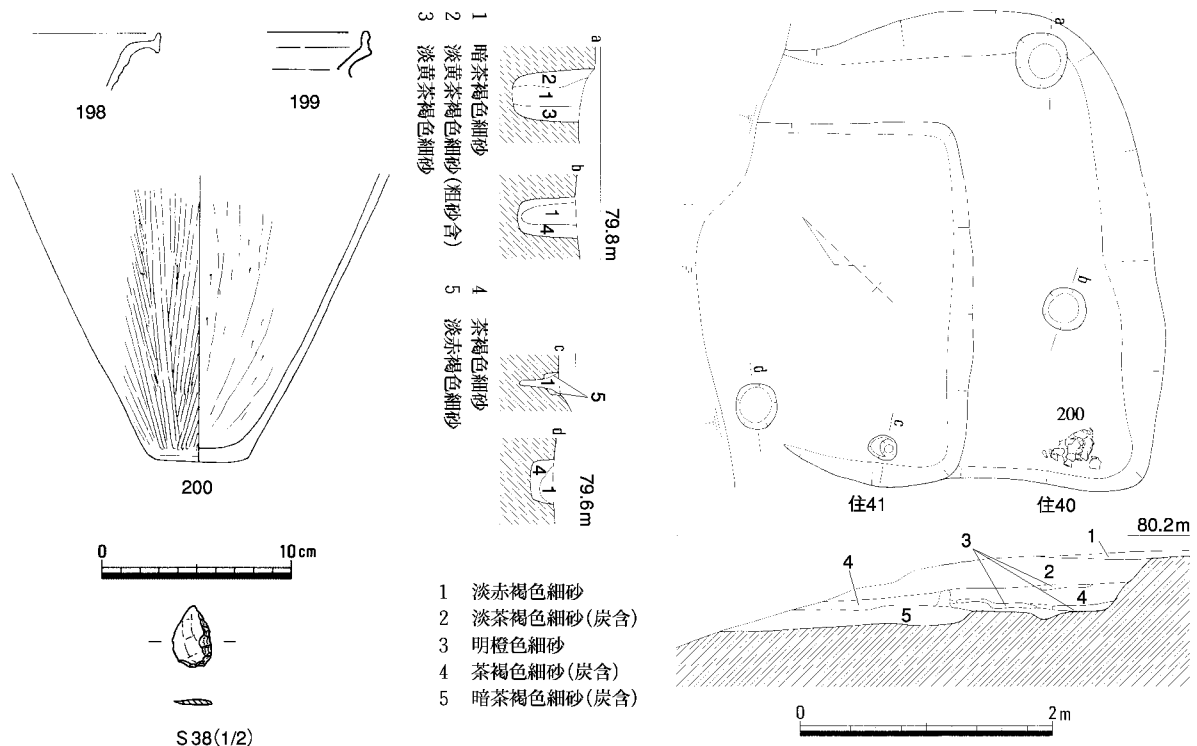 198
199
200
0 10cm
S38(1/2)
1 暗茶褐色細砂
2 淡黄茶褐色細砂(粗砂含)
3 淡黄茶褐色細砂
4 茶褐色細砂
5 淡赤褐色細砂
a
2
1
3
b
1
4
79.8m
c
1
5
d
4
1
79.6m
1 淡赤褐色細砂
2 淡茶褐色細砂(炭含)
3 明橙色細砂
4 茶褐色細砂(炭含)
5 暗茶褐色細砂(炭含)
a
b
c
d
200
住41
住40
80.2m
1
3
2
4
4
5
0 2m